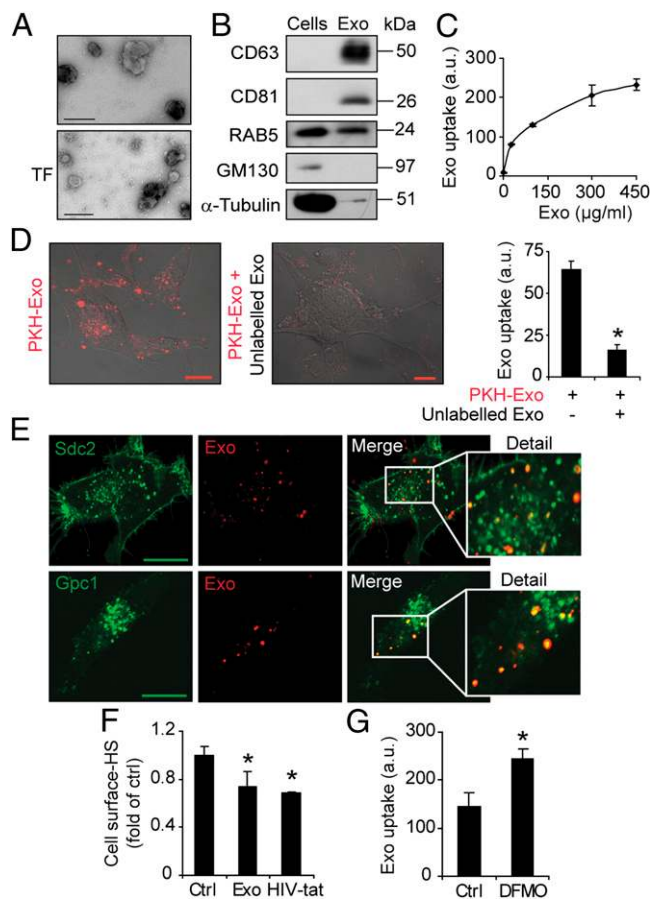 A
TF
B
Cells Exo kDa
CD63 50
CD81 26
RAB5 24
GM130 97
α-Tubulin 51
C
Exo uptake (a.u.)
300
200
100
0
0 150 300 450
Exo (µg/ml)
D
PKH-Exo
PKH-Exo +
Unlabelled Exo
Exo uptake (a.u.)
75
50
25
0
*
PKH-Exo + +
Unlabelled Exo - +
E
Sdc2 Exo Merge Detail
Gpc1 Exo Merge Detail
F
Cell surface-HS
(fold of ctrl)
1.2
0.8
0.4
0
* *
Ctrl Exo HIV-tat
G
Exo uptake (a.u.)
300
200
100
0
*
Ctrl DFMO